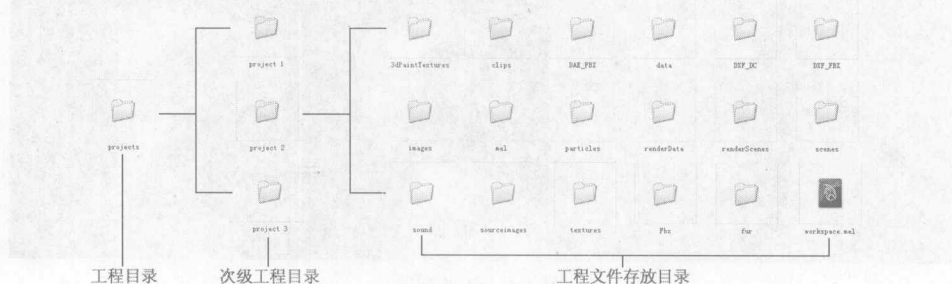 project 1
3dPaintTextures clips DAE_FBX data DXF_DC DXF_FBX
projects
project 2
images mel particles renderData renderScenes scenes
project 3
sound sourceimages textures Fbx fur workspace.mel
工程目录 次级工程目录 工程文件存放目录